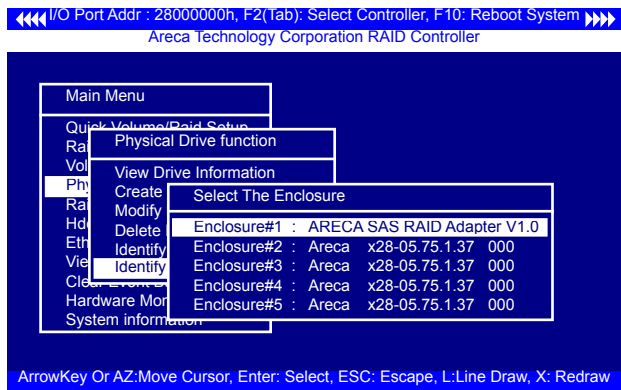 I/O Port Addr : 28000000h, F2(Tab): Select Controller, F10: Reboot System
Areca Technology Corporation RAID Controller
Main Menu
Quick Volume/Raid Setup
Physical Drive function
View Drive Information
Create
Select The Enclosure
Modify
Enclosure#1 : ARECA SAS RAID Adapter V1.0
Delete
Enclosure#2 : Areca x28-05.75.1.37 000
Identify
Enclosure#3 : Areca x28-05.75.1.37 000
Identify
Enclosure#4 : Areca x28-05.75.1.37 000
Hardware Mon
Enclosure#5 : Areca x28-05.75.1.37 000
System information
ArrowKey Or AZ:Move Cursor, Enter: Select, ESC: Escape, L:Line Draw, X: Redraw